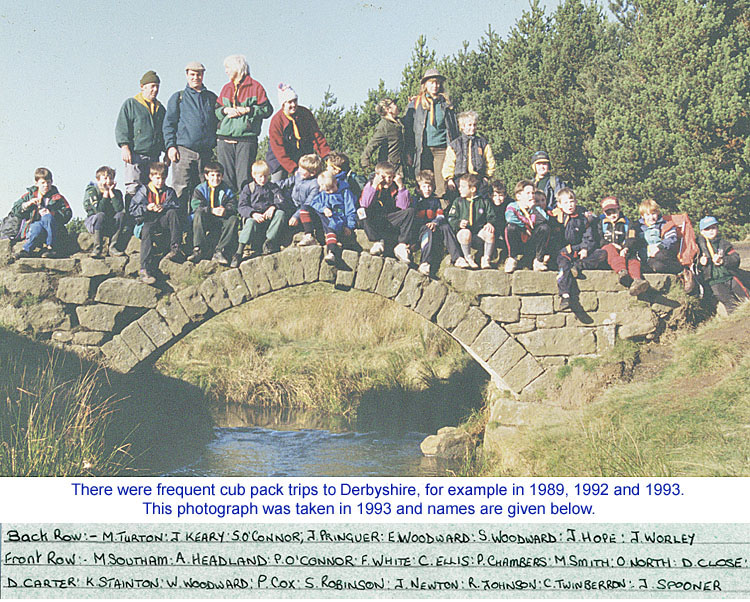 There were frequent cub pack trips to Derbyshire, for example in 1989, 1992 and 1993.
This photograph was taken in 1993 and names are given below.
Back Row:- M. TURTON: J. KEARY: S. O'CONNOR; J. PRINGUER: E WOODWARD: S. WOODWARD: J. HOPE: J. WORLEY
Front Row:- M SOUTHAM: A. HEADLAND: P. O'CONNOR: F. WHITE: C. ELLIS: P. CHAMBERS: M SMITH: O. NORTH: D. CLOSE:
D. CARTER: K STAINTON: W. WOODWARD: P. COX: S. ROBINSON: J. NEWTON: R. JOHNSON: C. TWINBERROW: J. SPOONER